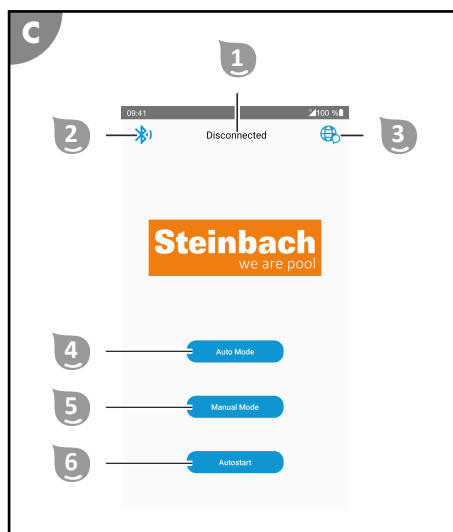 C
1
09:41 100 %
2 Disconnected 3
Steinbach
we are pool
4 Auto Mode
5 Manual Mode
6 Autostart